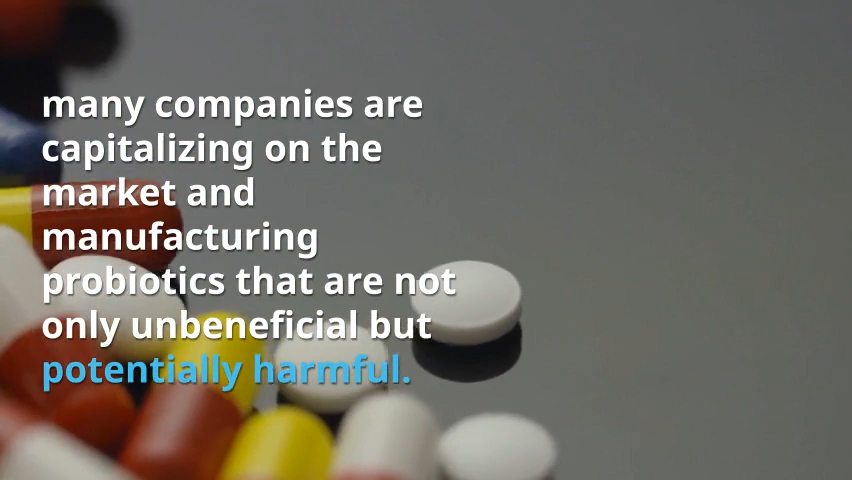 many companies are
capitalizing on the
market and
manufacturing
probiotics that are not
only unbeneficial but
potentially harmful.